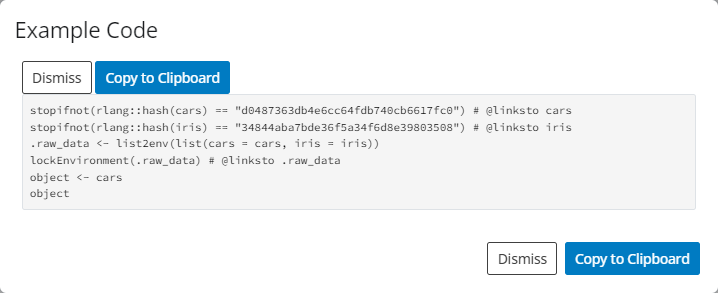 Example Code
Dismiss Copy to Clipboard
stopifnot(rlang::hash(cars) == "d0487363db4e6cc64fdb740cb6617fc0") # @linksto cars
stopifnot(rlang::hash(iris) == "34844aba7bde36f5a34f6d8e39803508") # @linksto iris
.raw_data <- list2env(list(cars = cars, iris = iris))
lockEnvironment(.raw_data) # @linksto .raw_data
object <- cars
object
Dismiss Copy to Clipboard